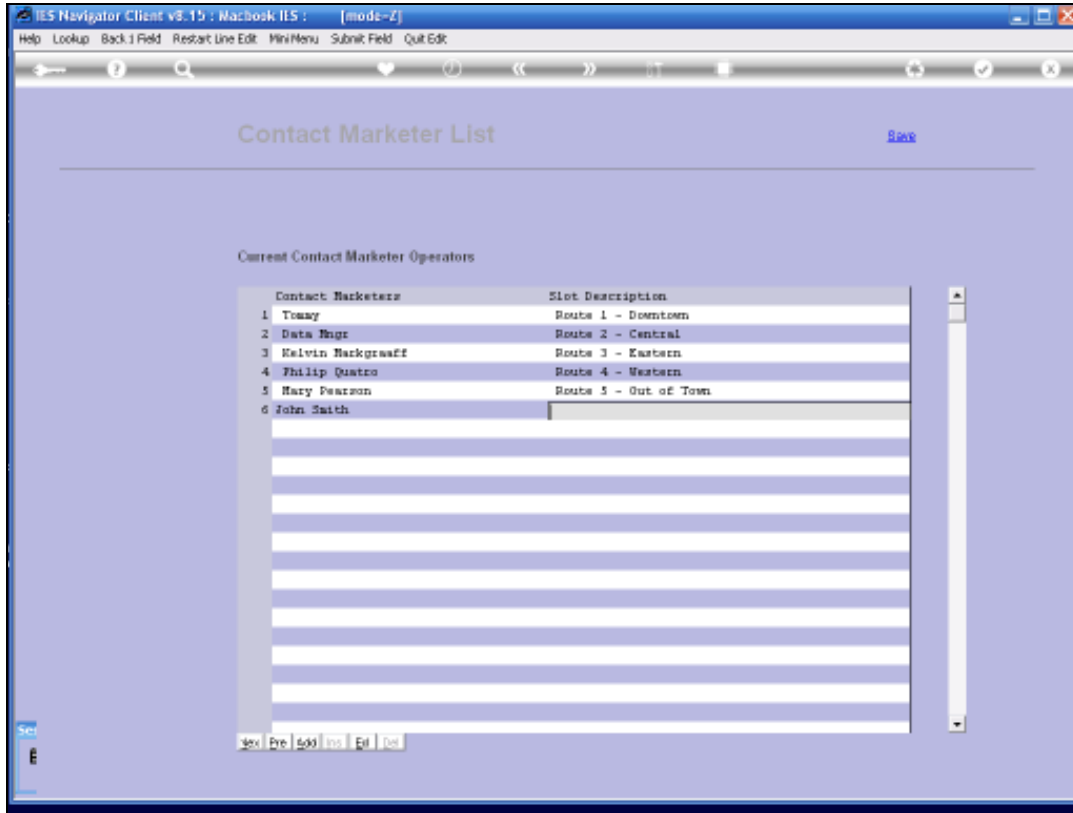 IES Navigator Client v8.15 : Macbook IES : [mode=Z]
Help Lookup Back 1 Field Restart Line Edit MiniMenu Submit Field Quit Edit
Contact Marketer List
Save
Current Contact Marketer Operators
Contact Marketers Slot Description
1 Tommy Route 1 - Downtown
2 Data Mngr Route 2 - Central
3 Kelvin Markgraaff Route 3 - Eastern
4 Philip Quatro Route 4 - Western
5 Mary Pearson Route 5 - Out of Town
6 John Smith
Ser
Nex Pre Add Ins Del